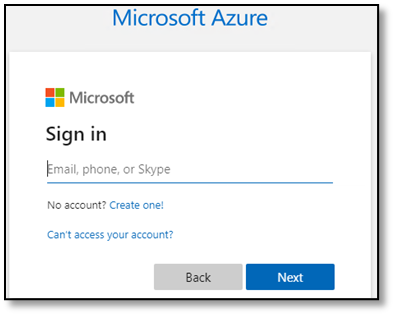 Microsoft Azure
Microsoft
Sign in
Email, phone, or Skype
No account? Create one!
Can't access your account?
Back Next